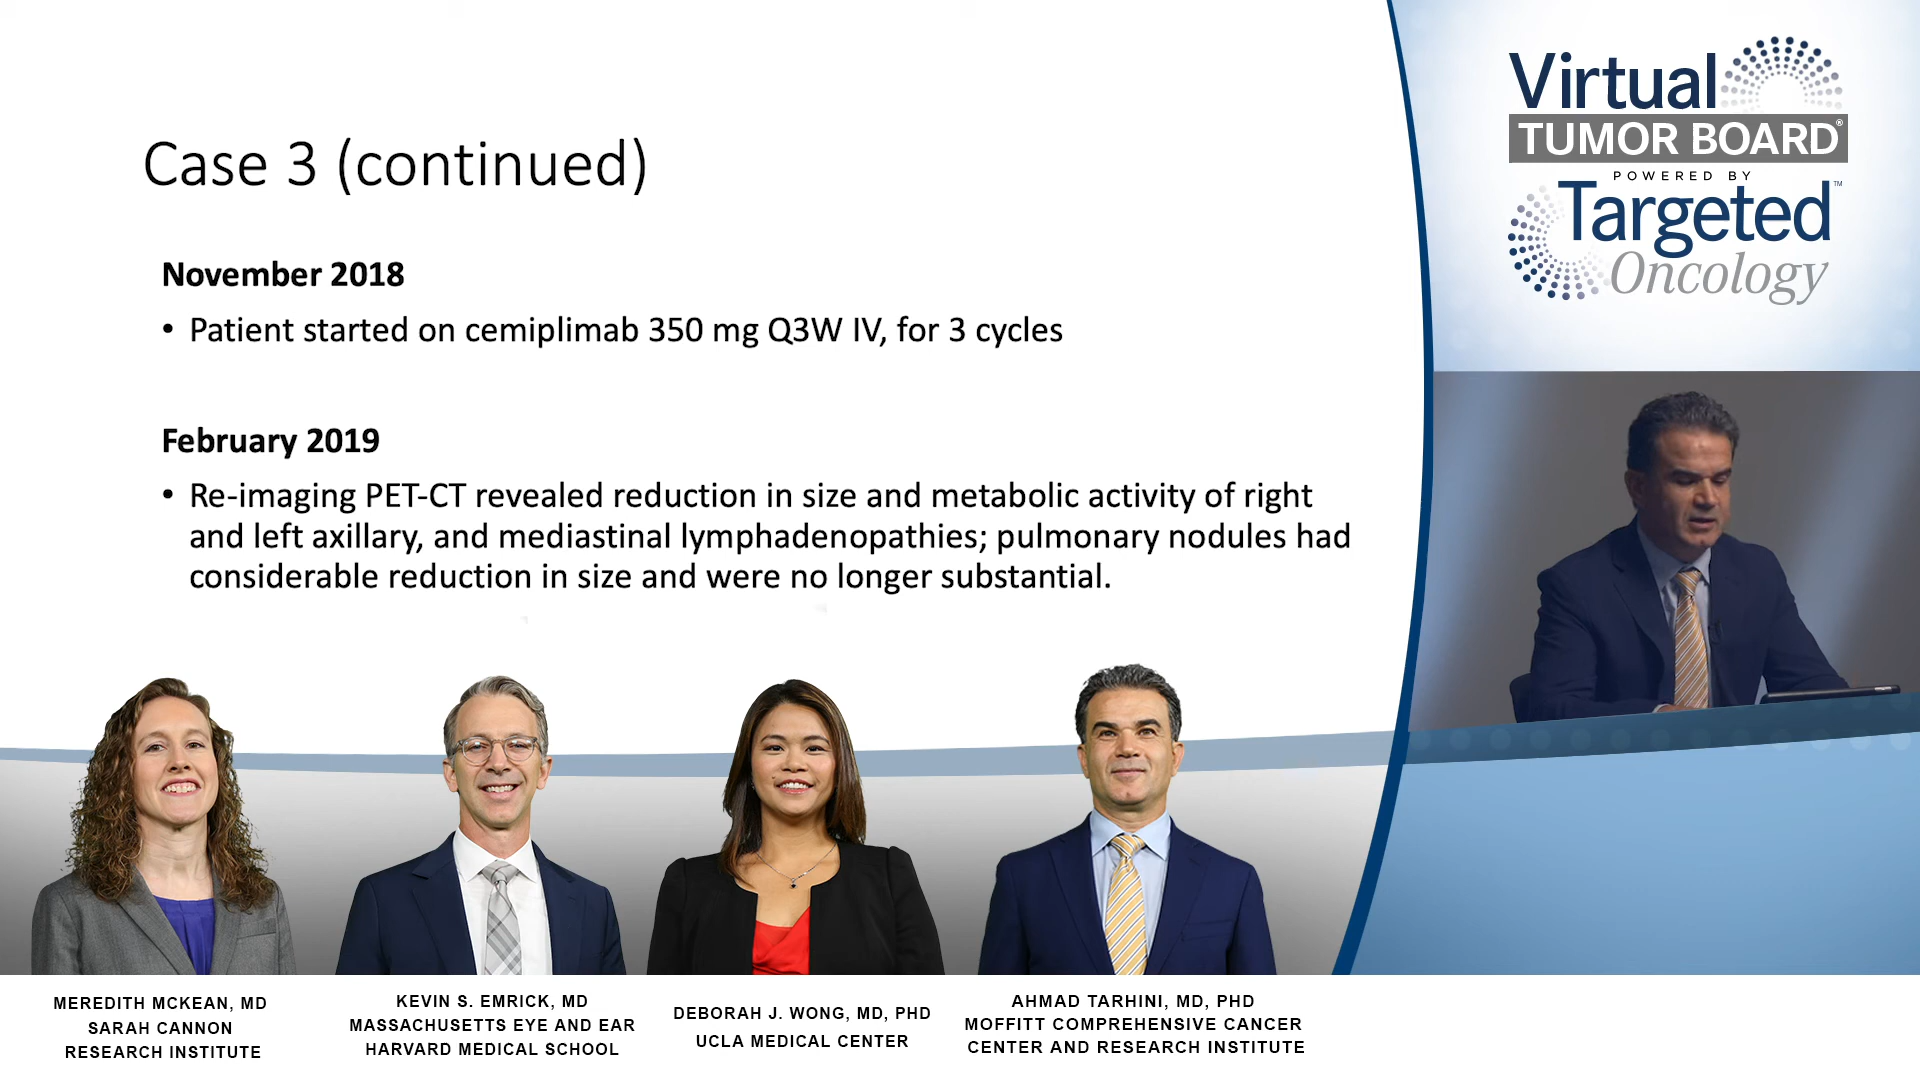 Case 3 (continued)
November 2018
• Patient started on cemiplimab 350 mg Q3W IV, for 3 cycles
February 2019
• Re-imaging PET-CT revealed reduction in size and metabolic activity of right
and left axillary, and mediastinal lymphadenopathies; pulmonary nodules had
considerable reduction in size and were no longer substantial.
Virtual
TUMOR BOARD®
POWERED BY
Targeted™
Oncology
MEREDITH MCKEAN, MD
SARAH CANNON
RESEARCH INSTITUTE
KEVIN S. EMRICK, MD
MASSACHUSETTS EYE AND EAR
HARVARD MEDICAL SCHOOL
DEBORAH J. WONG, MD, PHD
UCLA MEDICAL CENTER
AHMAD TARHINI, MD, PHD
MOFFITT COMPREHENSIVE CANCER
CENTER AND RESEARCH INSTITUTE